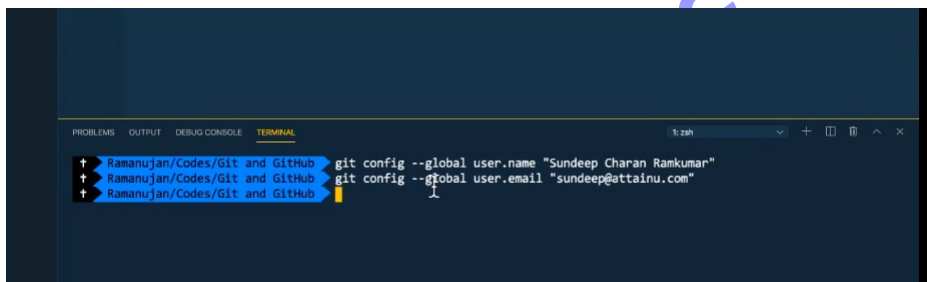 PROBLEMS OUTPUT DEBUG CONSOLE TERMINAL 1: zsh
Ramanujan/Codes/Git and GitHub git config --global user.name "Sundeep Charan Ramkumar"
Ramanujan/Codes/Git and GitHub git config --global user.email "sundeep@attainu.com"
Ramanujan/Codes/Git and GitHub